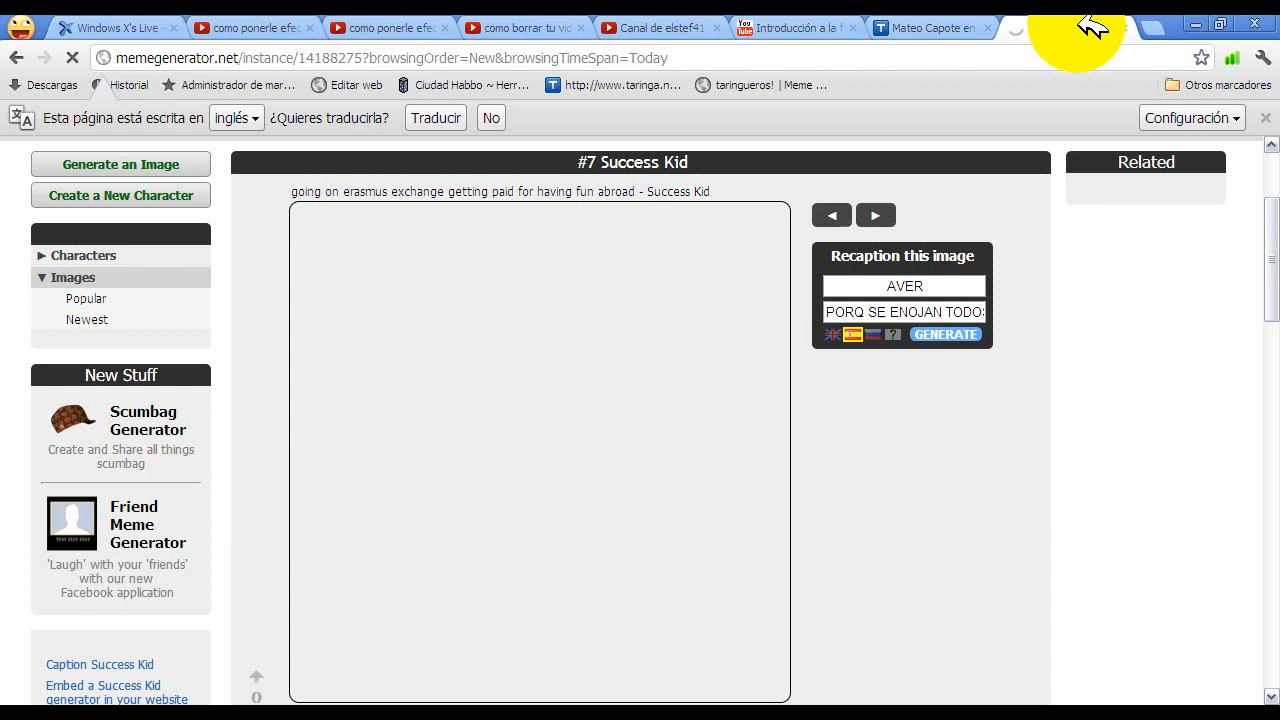 Windows X's Live -
como ponerle efec
como ponerle efec
como borrar tu vid
Canal de elstef41
Introducción a la f
Mateo Capote en
memegenerator.net/instance/14188275?browsingOrder=New&browsingTimeSpan=Today
Descargas
Historial
Administrador de mar...
Editar web
Ciudad Habbo ~ Herr...
http://www.taringa.n...
taringueros! | Meme ...
Otros marcadores
Esta página está escrita en
inglés
¿Quieres traducirla?
Traducir
No
Configuración
Generate an Image
Create a New Character
Characters
Images
Popular
Newest
New Stuff
Scumbag
Generator
Create and Share all things
scumbag
Friend
Meme
Generator
'Laugh' with your 'friends'
with our new
Facebook application
Caption Success Kid
Embed a Success Kid
generator in your website
#7 Success Kid
going on erasmus exchange getting paid for having fun abroad - Success Kid
0
Recaption this image
AVER
PORQ SE ENOJAN TODOS
?
GENERATE
Related